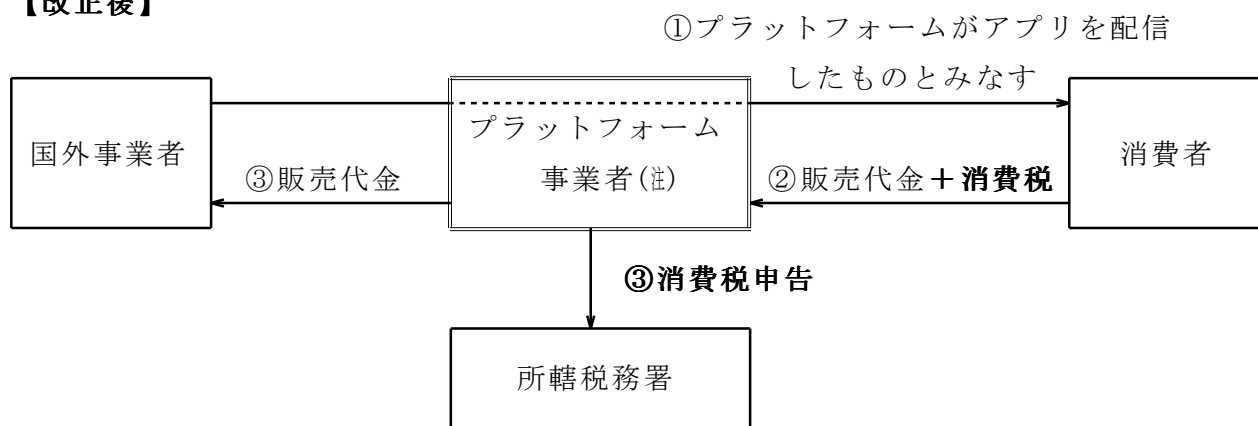 【改正後】
①プラットフォームがアプリを配信
したものとみなす
国外事業者
プラットフォーム
事業者(注)
消費者
③販売代金
②販売代金＋消費税
③消費税申告
所轄税務署